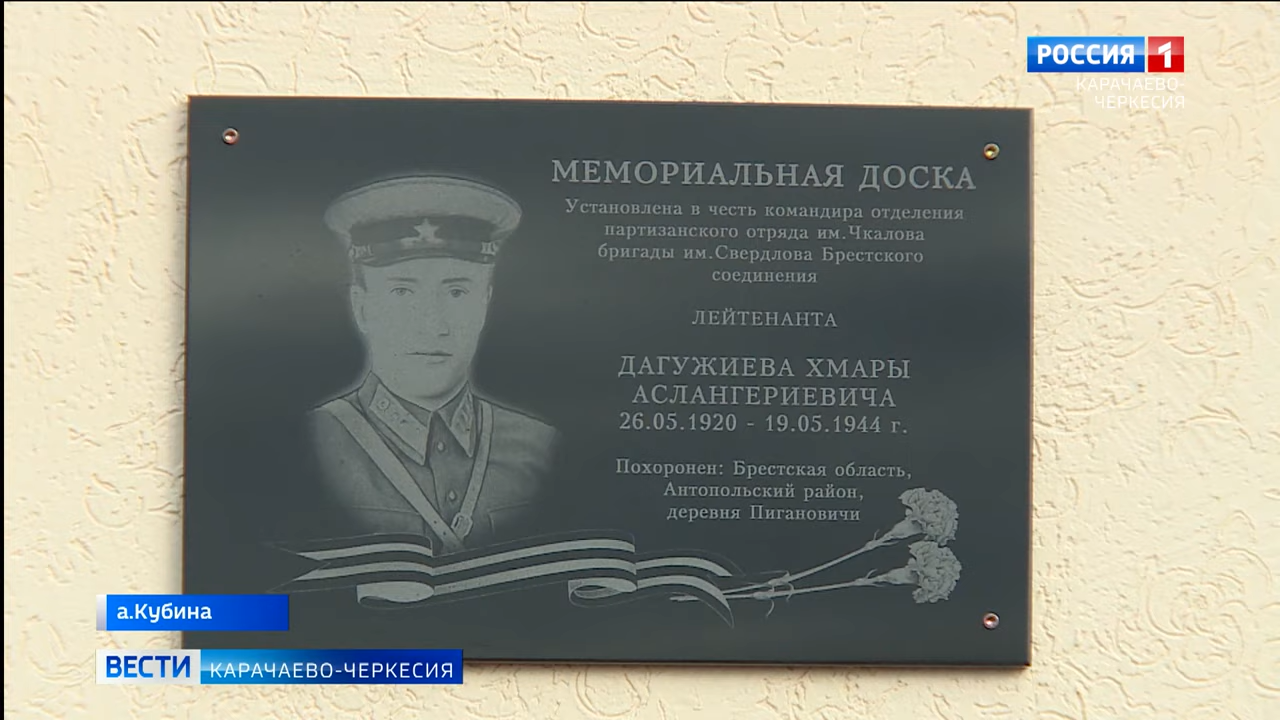 РОССИЯ 1
КАРАЧАЕВО-
ЧЕРКЕСИЯ
МЕМОРИАЛЬНАЯ ДОСКА
Установлена в честь командира отделения
партизанского отряда им.Чкалова
бригады им.Свердлова Брестского
соединения
ЛЕЙТЕНАНТА
ДАГУЖИЕВА ХМАРЫ
АСЛАНГЕРИЕВИЧА
26.05.1920 - 19.05.1944 г.
Похоронен: Брестская область,
Антопольский район,
деревня Пигановичи
а.Кубина
ВЕСТИ КАРАЧАЕВО-ЧЕРКЕСИЯ